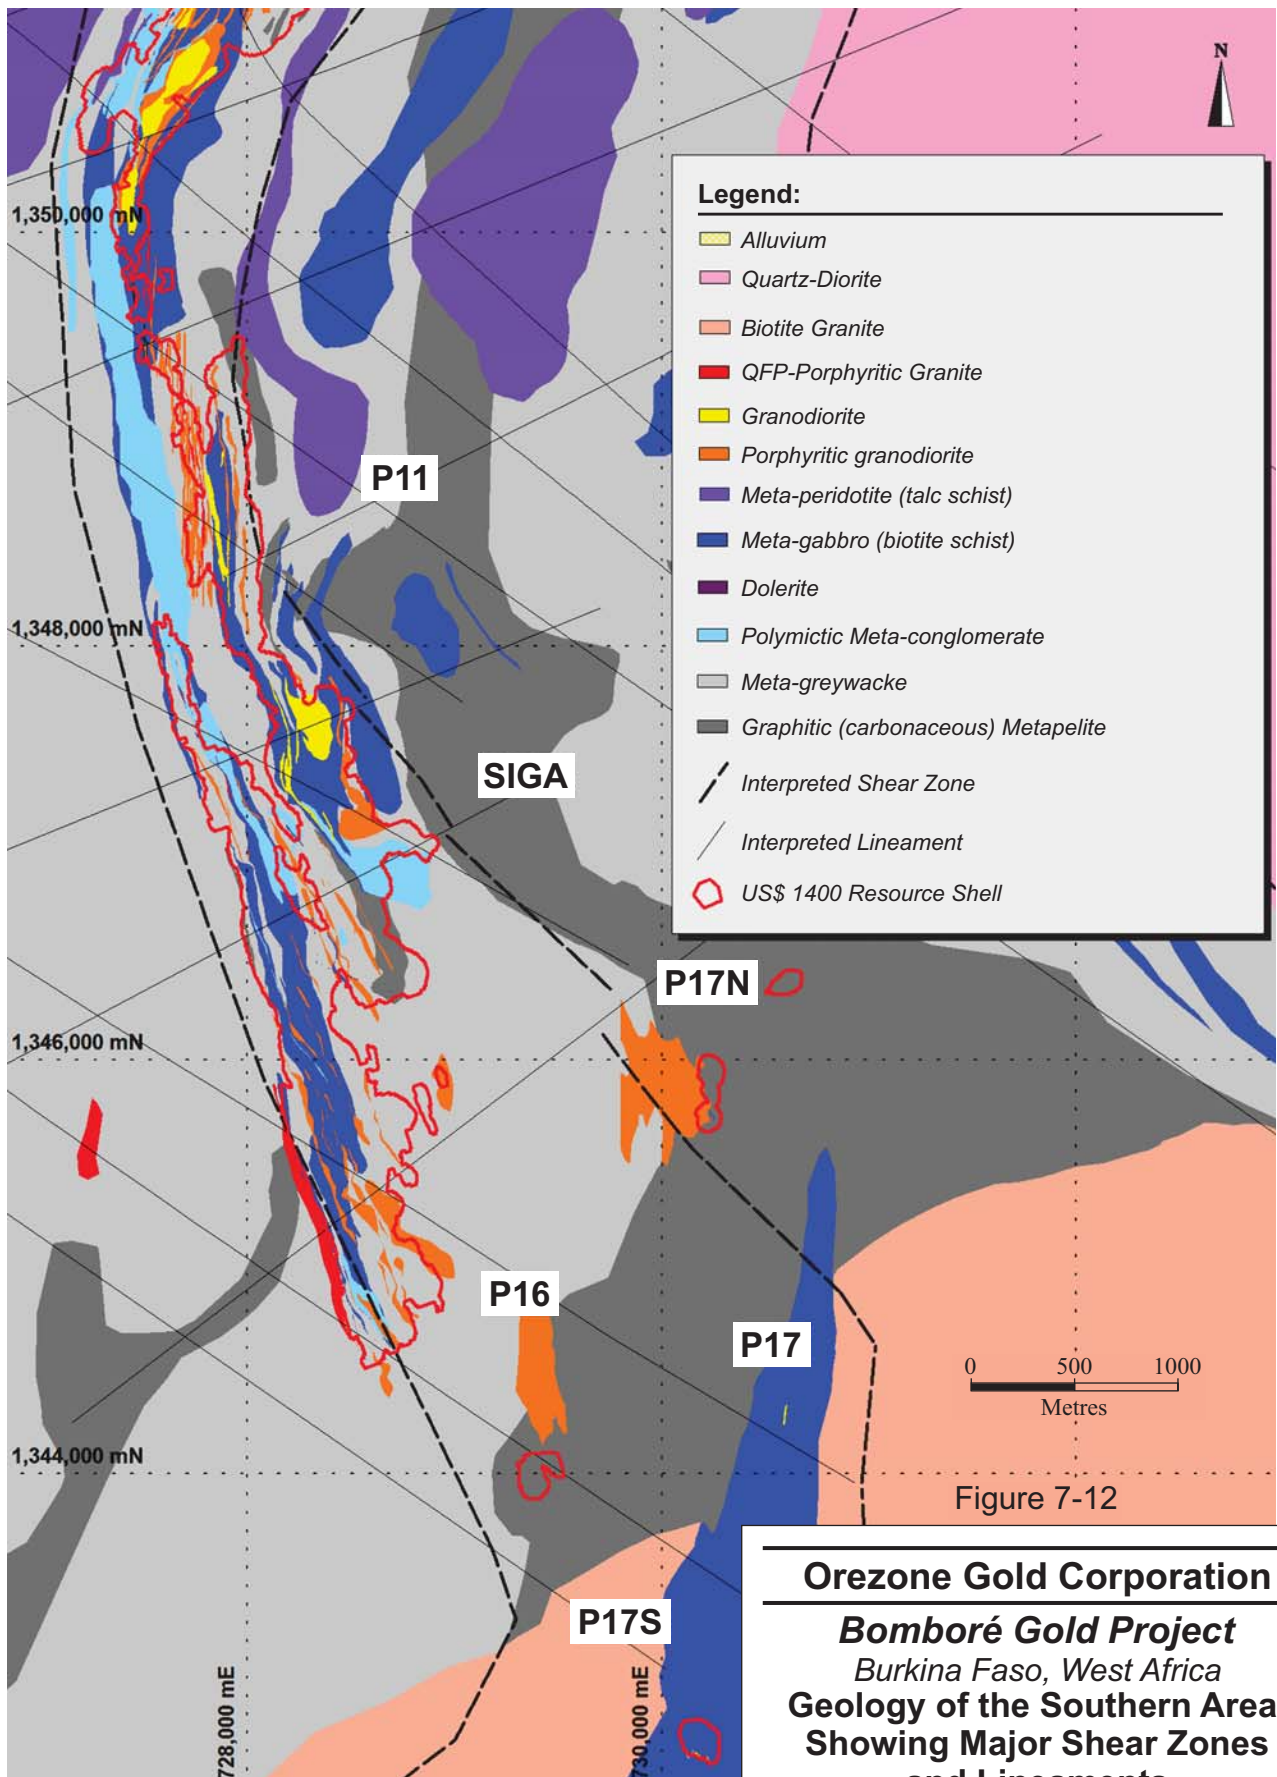 N
Legend:
Alluvium
Quartz-Diorite
Biotite Granite
QFP-Porphyritic Granite
Granodiorite
Porphyritic granodiorite
Meta-peridotite (talc schist)
Meta-gabbro (biotite schist)
Dolerite
Polymictic Meta-conglomerate
Meta-greywacke
Graphitic (carbonaceous) Metapelite
Interpreted Shear Zone
Interpreted Lineament
US$ 1400 Resource Shell
1,350,000 mN
P11
1,348,000 mN
SIGA
P17N
1,346,000 mN
P16
P17
0 500 1000
Metres
1,344,000 mN
Figure 7-12
P17S
728,000 mE
730,000 mE
Orezone Gold Corporation
Bomboré Gold Project
Burkina Faso, West Africa
Geology of the Southern Area
Showing Major Shear Zones
and Lineaments